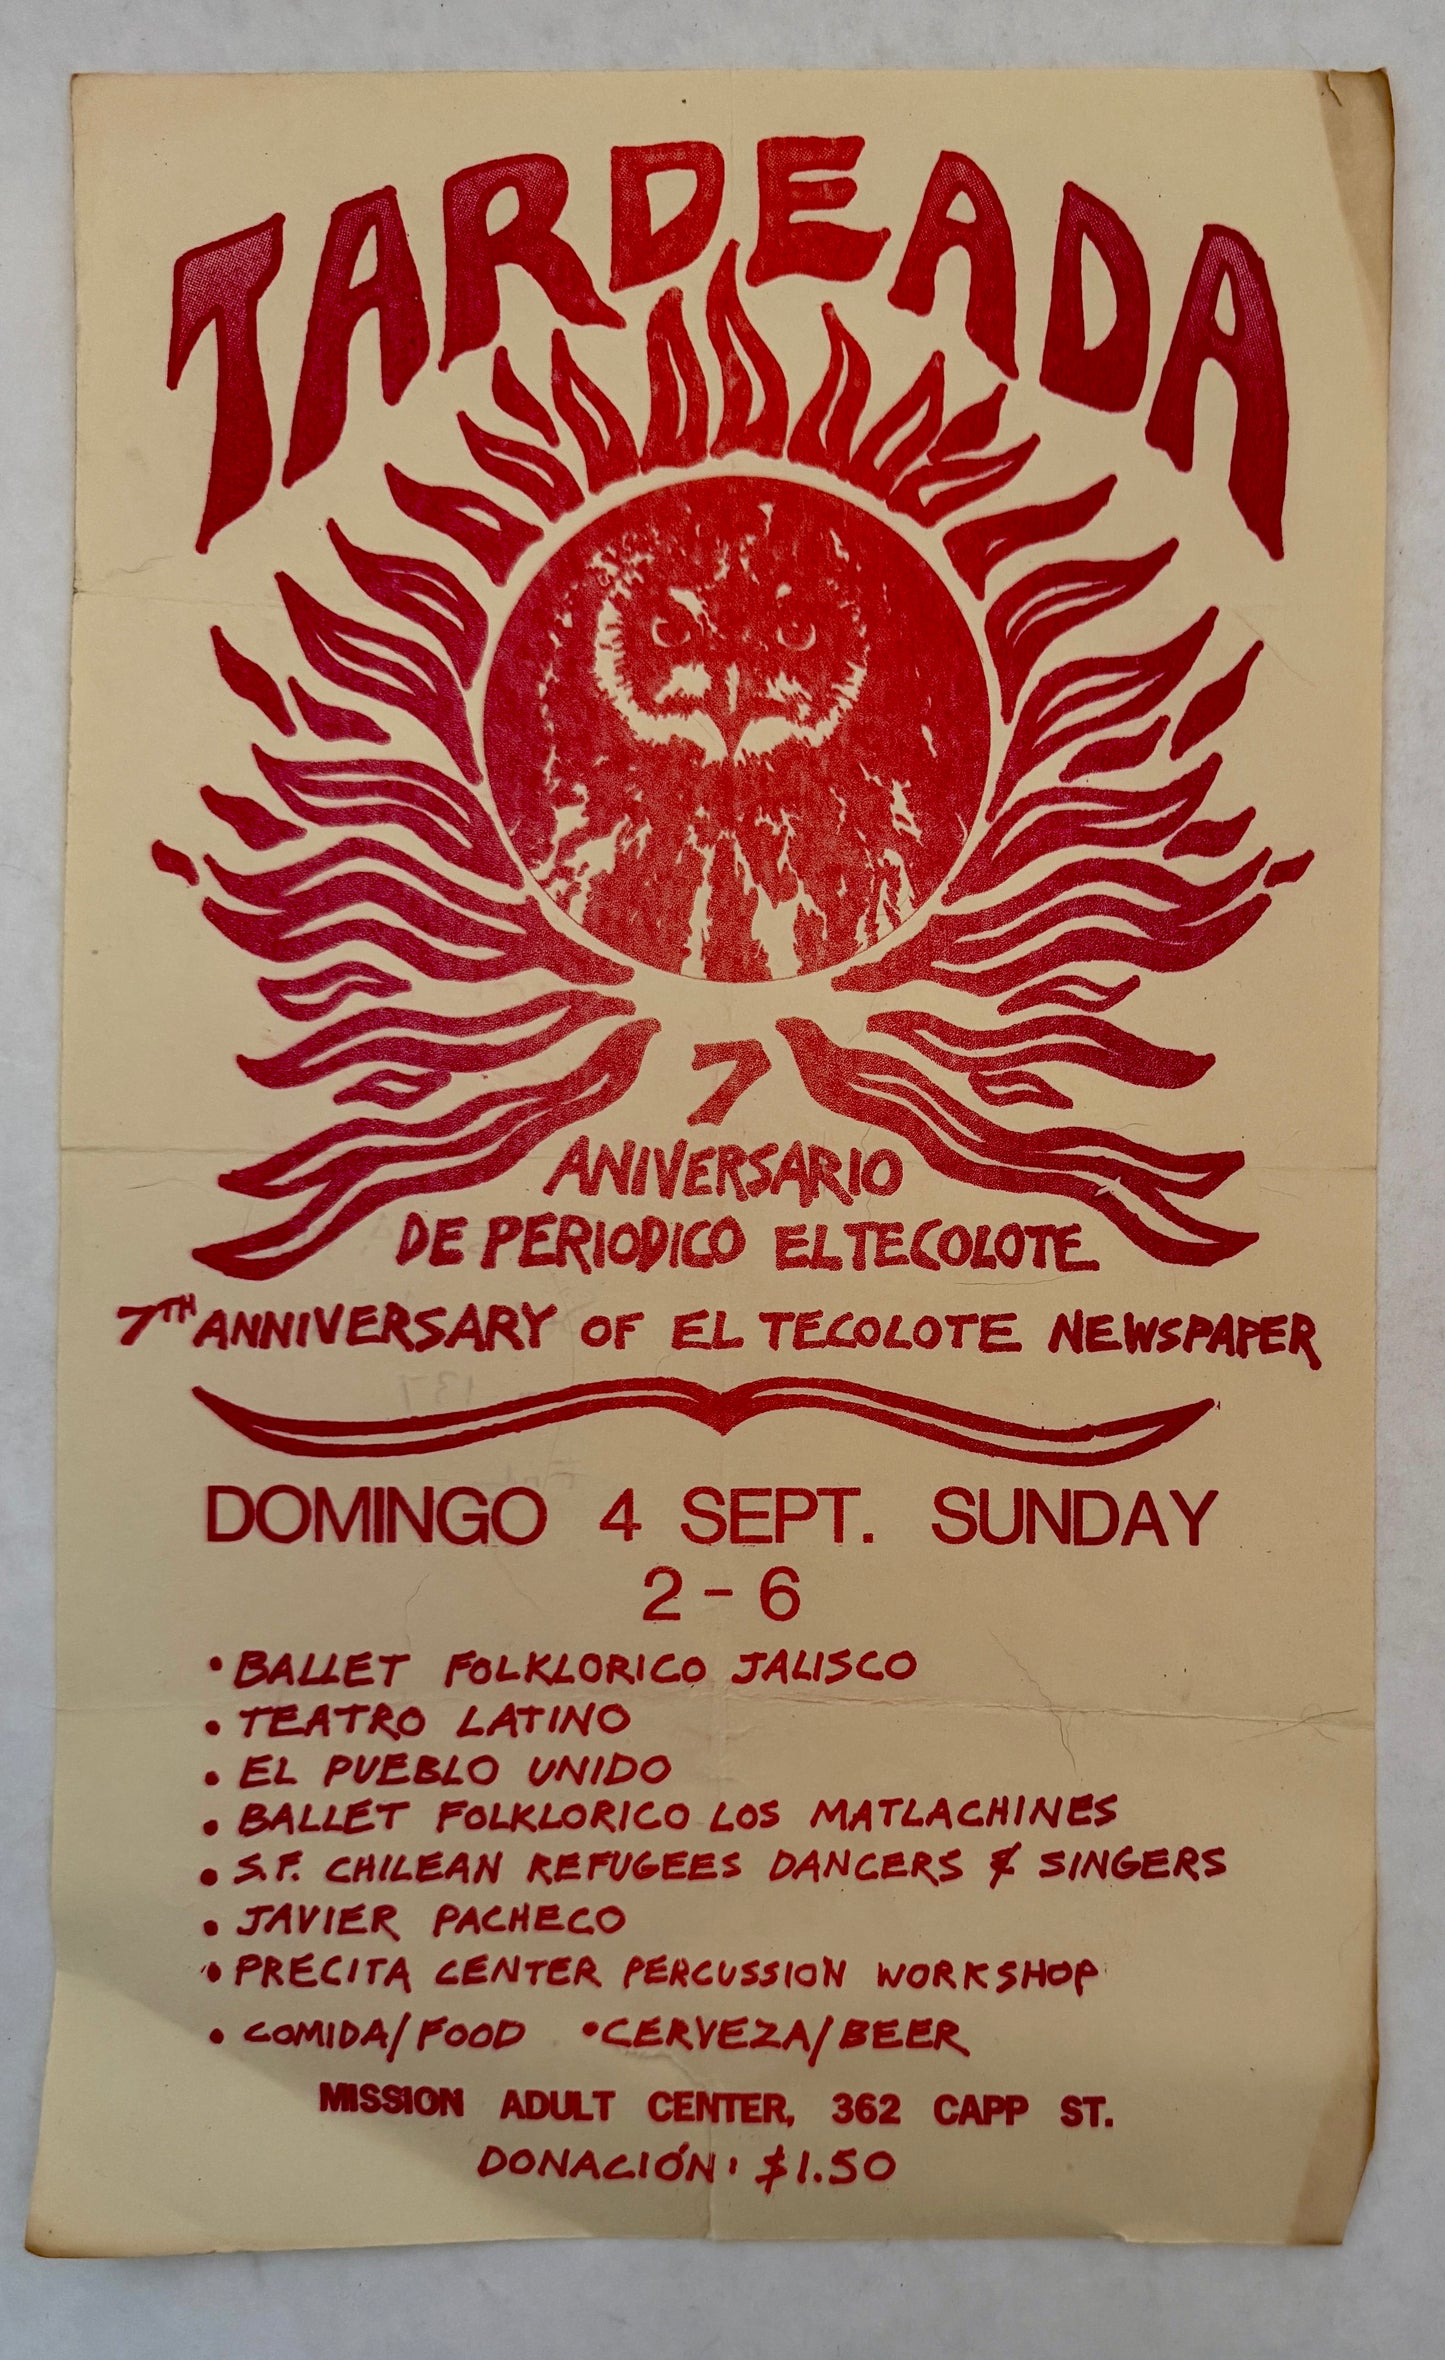 TARDEADA
7
ANIVERSARIO
DE PERIODICO EL TECOLOTE
7TH ANNIVERSARY OF EL TECOLOTE NEWSPAPER
DOMINGO 4 SEPT. SUNDAY
2 - 6
• BALLET FOLKLORICO JALISCO
• TEATRO LATINO
• EL PUEBLO UNIDO
• BALLET FOLKLORICO LOS MATLACHINES
• S.F. CHILEAN REFUGEES DANCERS & SINGERS
• JAVIER PACHECO
• PRECITA CENTER PERCUSSION WORKSHOP
• COMIDA/FOOD • CERVEZA/BEER
MISSION ADULT CENTER, 362 CAPP ST.
DONACIÓN: $1.50